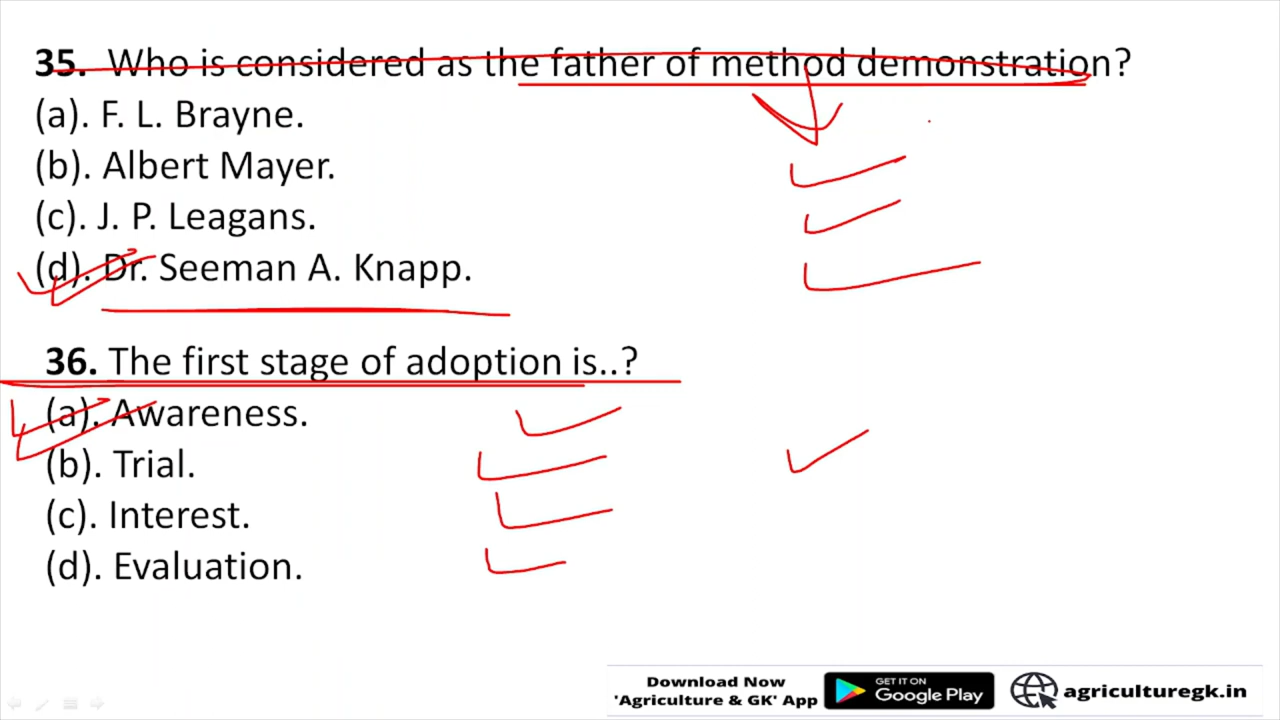 35. Who is considered as the father of method demonstration?
(a). F. L. Brayne.
(b). Albert Mayer.
(c). J. P. Leagans.
(d). Dr. Seeman A. Knapp.
36. The first stage of adoption is..?
(a). Awareness.
(b). Trial.
(c). Interest.
(d). Evaluation.
Download Now
'Agriculture & GK' App
GET IT ON
Google Play
agriculturegk.in